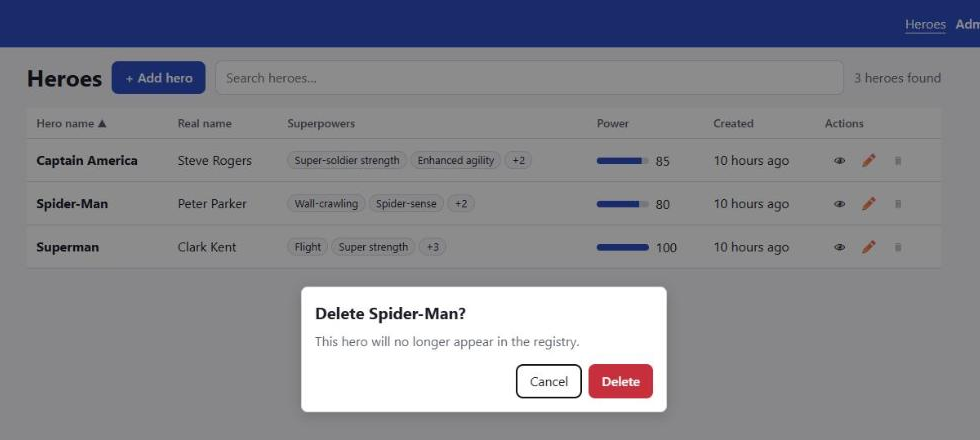 Heroes Adm
Heroes + Add hero Search heroes... 3 heroes found
Hero name ▲ Real name Superpowers Power Created Actions
Captain America Steve Rogers Super-soldier strength Enhanced agility +2 85 10 hours ago
Spider-Man Peter Parker Wall-crawling Spider-sense +2 80 10 hours ago
Superman Clark Kent Flight Super strength +3 100 10 hours ago
Delete Spider-Man?
This hero will no longer appear in the registry.
Cancel Delete